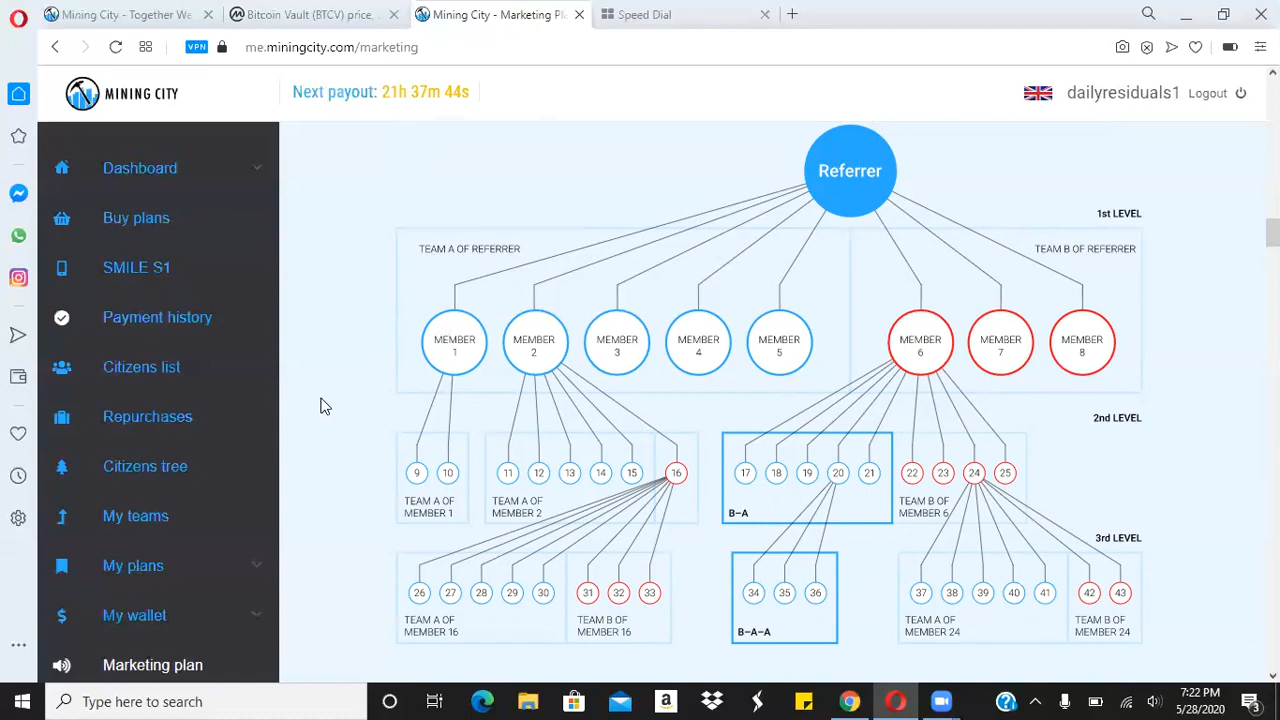 Mining City - Together We
Bitcoin Vault (BTCV) price,
Mining City - Marketing Pl
Speed Dial
VPN
me.miningcity.com/marketing
MINING CITY
Next payout: 21h 37m 44s
dailyresiduals1
Logout
Dashboard
Buy plans
SMILE S1
Payment history
Citizens list
Repurchases
Citizens tree
My teams
My plans
My wallet
Marketing plan
Referrer
1st LEVEL
TEAM A OF REFERRER
TEAM B OF REFERRER
MEMBER
1
MEMBER
2
MEMBER
3
MEMBER
4
MEMBER
5
MEMBER
6
MEMBER
7
MEMBER
8
2nd LEVEL
9 10 11 12 13 14 15 16 17 18 19 20 21 22 23 24 25
TEAM A OF
MEMBER 1
TEAM A OF
MEMBER 2
B–A
TEAM B OF
MEMBER 6
3rd LEVEL
26 27 28 29 30 31 32 33 34 35 36 37 38 39 40 41 42 43
TEAM A OF
MEMBER 16
TEAM B OF
MEMBER 16
B–A–A
TEAM A OF
MEMBER 24
TEAM B OF
MEMBER 24
Type here to search
7:22 PM
5/28/2020
3